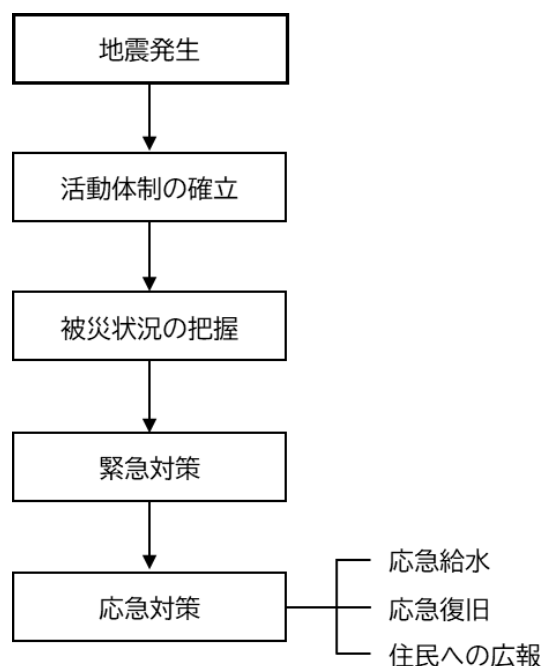 地震発生
活動体制の確立
被災状況の把握
緊急対策
応急対策
応急給水
応急復旧
住民への広報